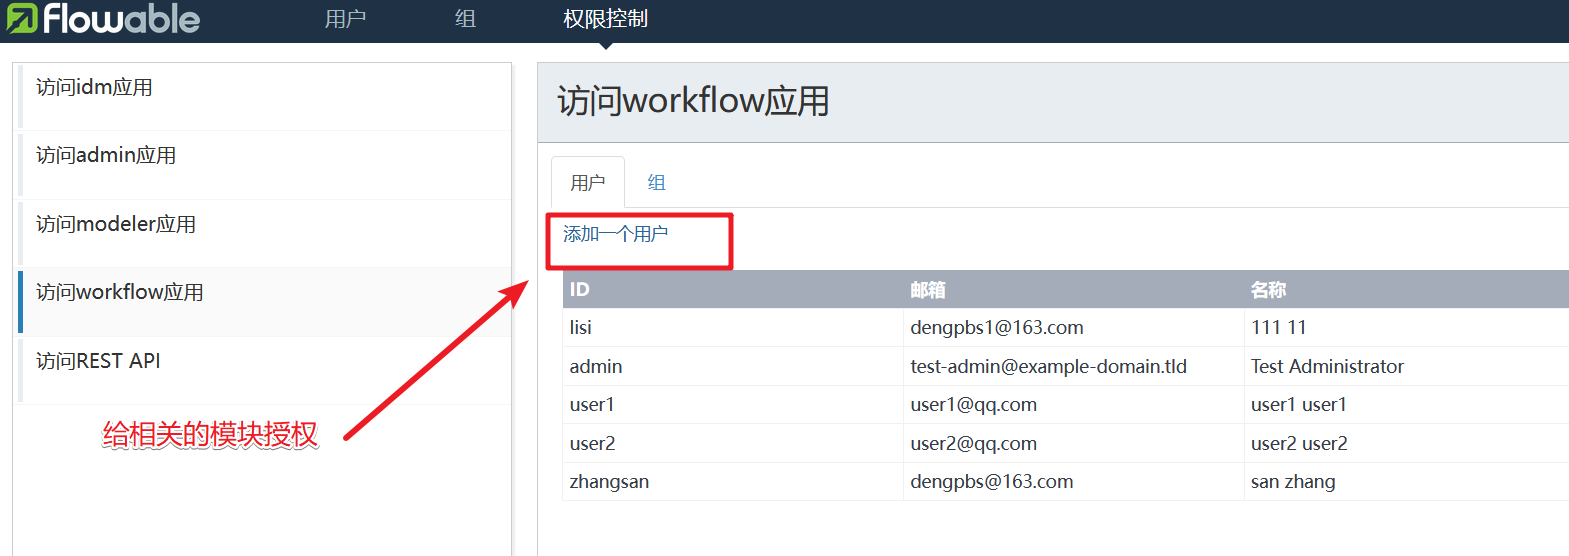 flowable 用户 组 权限控制
访问idm应用
访问admin应用
访问modeler应用
访问workflow应用
访问REST API
给相关的模块授权
访问workflow应用
用户 组
添加一个用户
ID 邮箱 名称
lisi dengpbs1@163.com 111 11
admin test-admin@example-domain.tld Test Administrator
user1 user1@qq.com user1 user1
user2 user2@qq.com user2 user2
zhangsan dengpbs@163.com san zhang